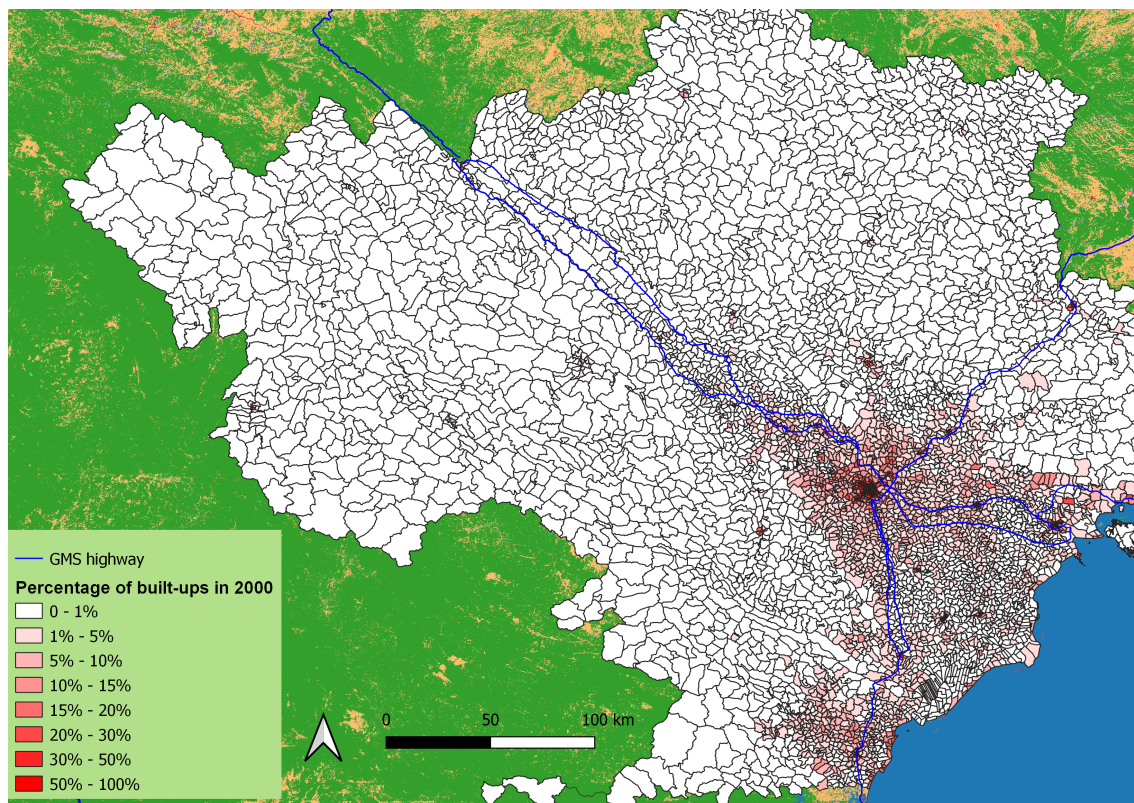 GMS highway
Percentage of built-ups in 2000
0 - 1%
1% - 5%
5% - 10%
10% - 15%
15% - 20%
20% - 30%
30% - 50%
50% - 100%
0 50 100 km